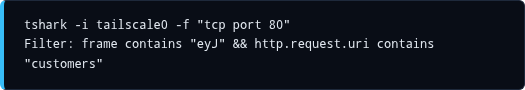 tshark -i tailscale0 -f "tcp port 80"
Filter: frame contains "eyJ" && http.request.uri contains
"customers"